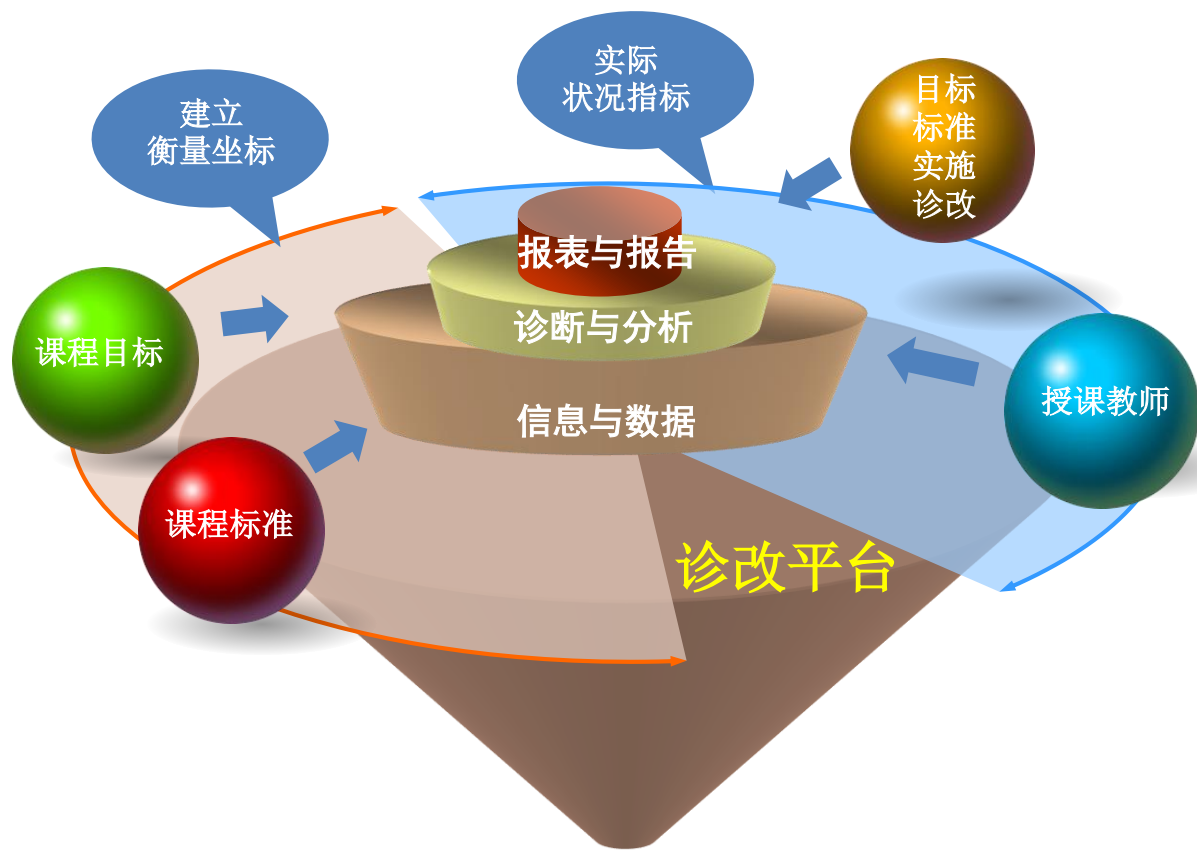 建立
衡量坐标
实际
状况指标
目标
标准
实施
诊改
报表与报告
诊断与分析
信息与数据
课程目标
课程标准
授课教师
诊改平台